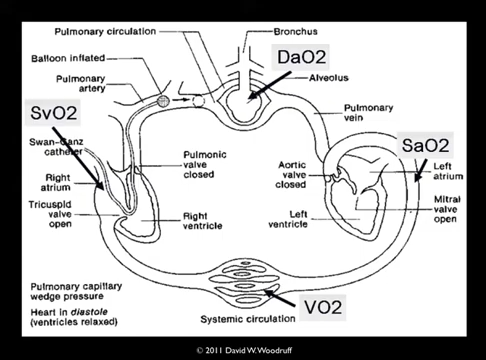 Pulmonary circulation
Bronchus
Balloon inflated
DaO2
Pulmonary
artery
Alveolus
SvO2
Pulmonary
vein
Swan-Ganz
catheter
Pulmonic
valve
closed
Aortic
valve
closed
SaO2
Left
atrium
Right
atrium
Tricuspid
valve
open
Right
ventricle
Left
ventricle
Mitral
valve
open
Pulmonary capillary
wedge pressure
Heart in diastole
(ventricles relaxed)
VO2
Systemic circulation
© 2011 David W. Woodruff